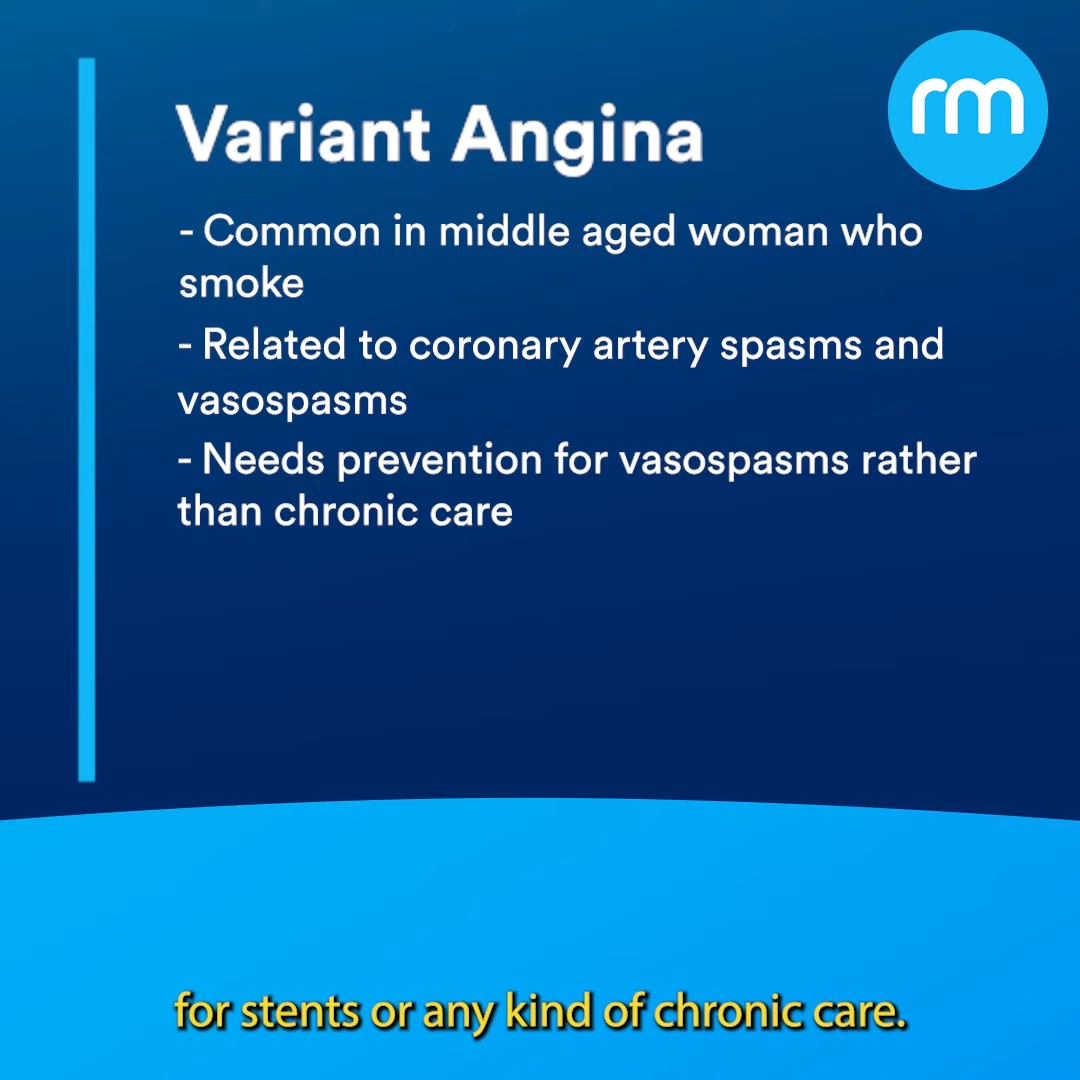 rm
Variant Angina
- Common in middle aged woman who
smoke
- Related to coronary artery spasms and
vasospasms
- Needs prevention for vasospasms rather
than chronic care
for stents or any kind of chronic care.